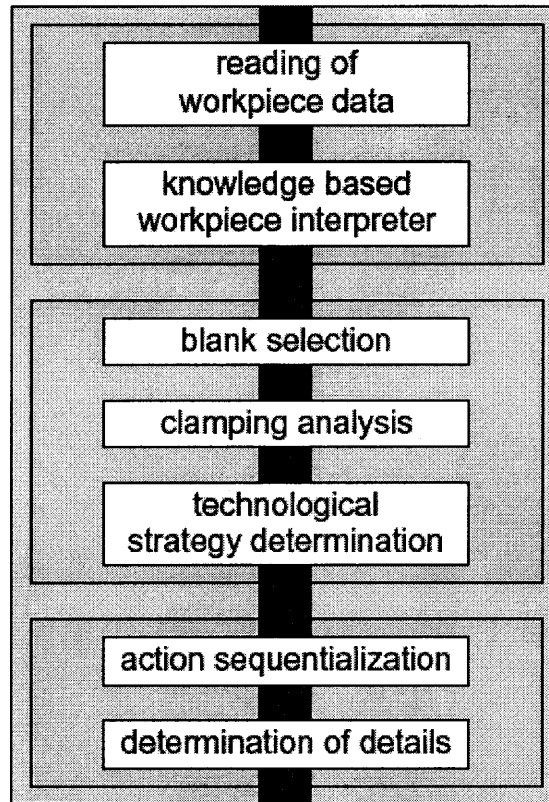 reading of
workpiece data
knowledge based
workpiece interpreter
blank selection
clamping analysis
technological
strategy determination
action sequentialization
determination of details